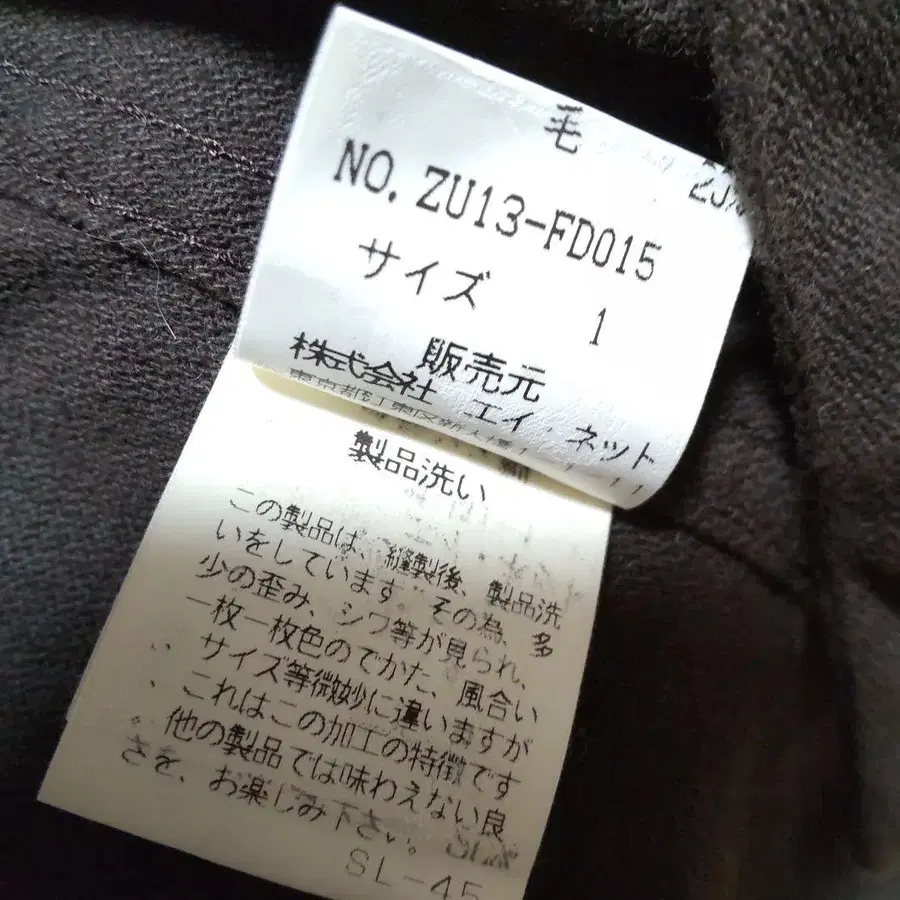 毛
NO. ZU13-FD015
サイズ 1
販売元
株式会社 エイ・ネット
製品洗い
この製品は、縫製後、製品洗
いをしています。その為、多
少の歪み、シワ等が見られ、
一枚一枚色のでかた、風合い
、サイズ等微妙に違いますが
、これはこの加工の特徴です
。他の製品では味わえない良
さを、お楽しみ下さい。
SL-45